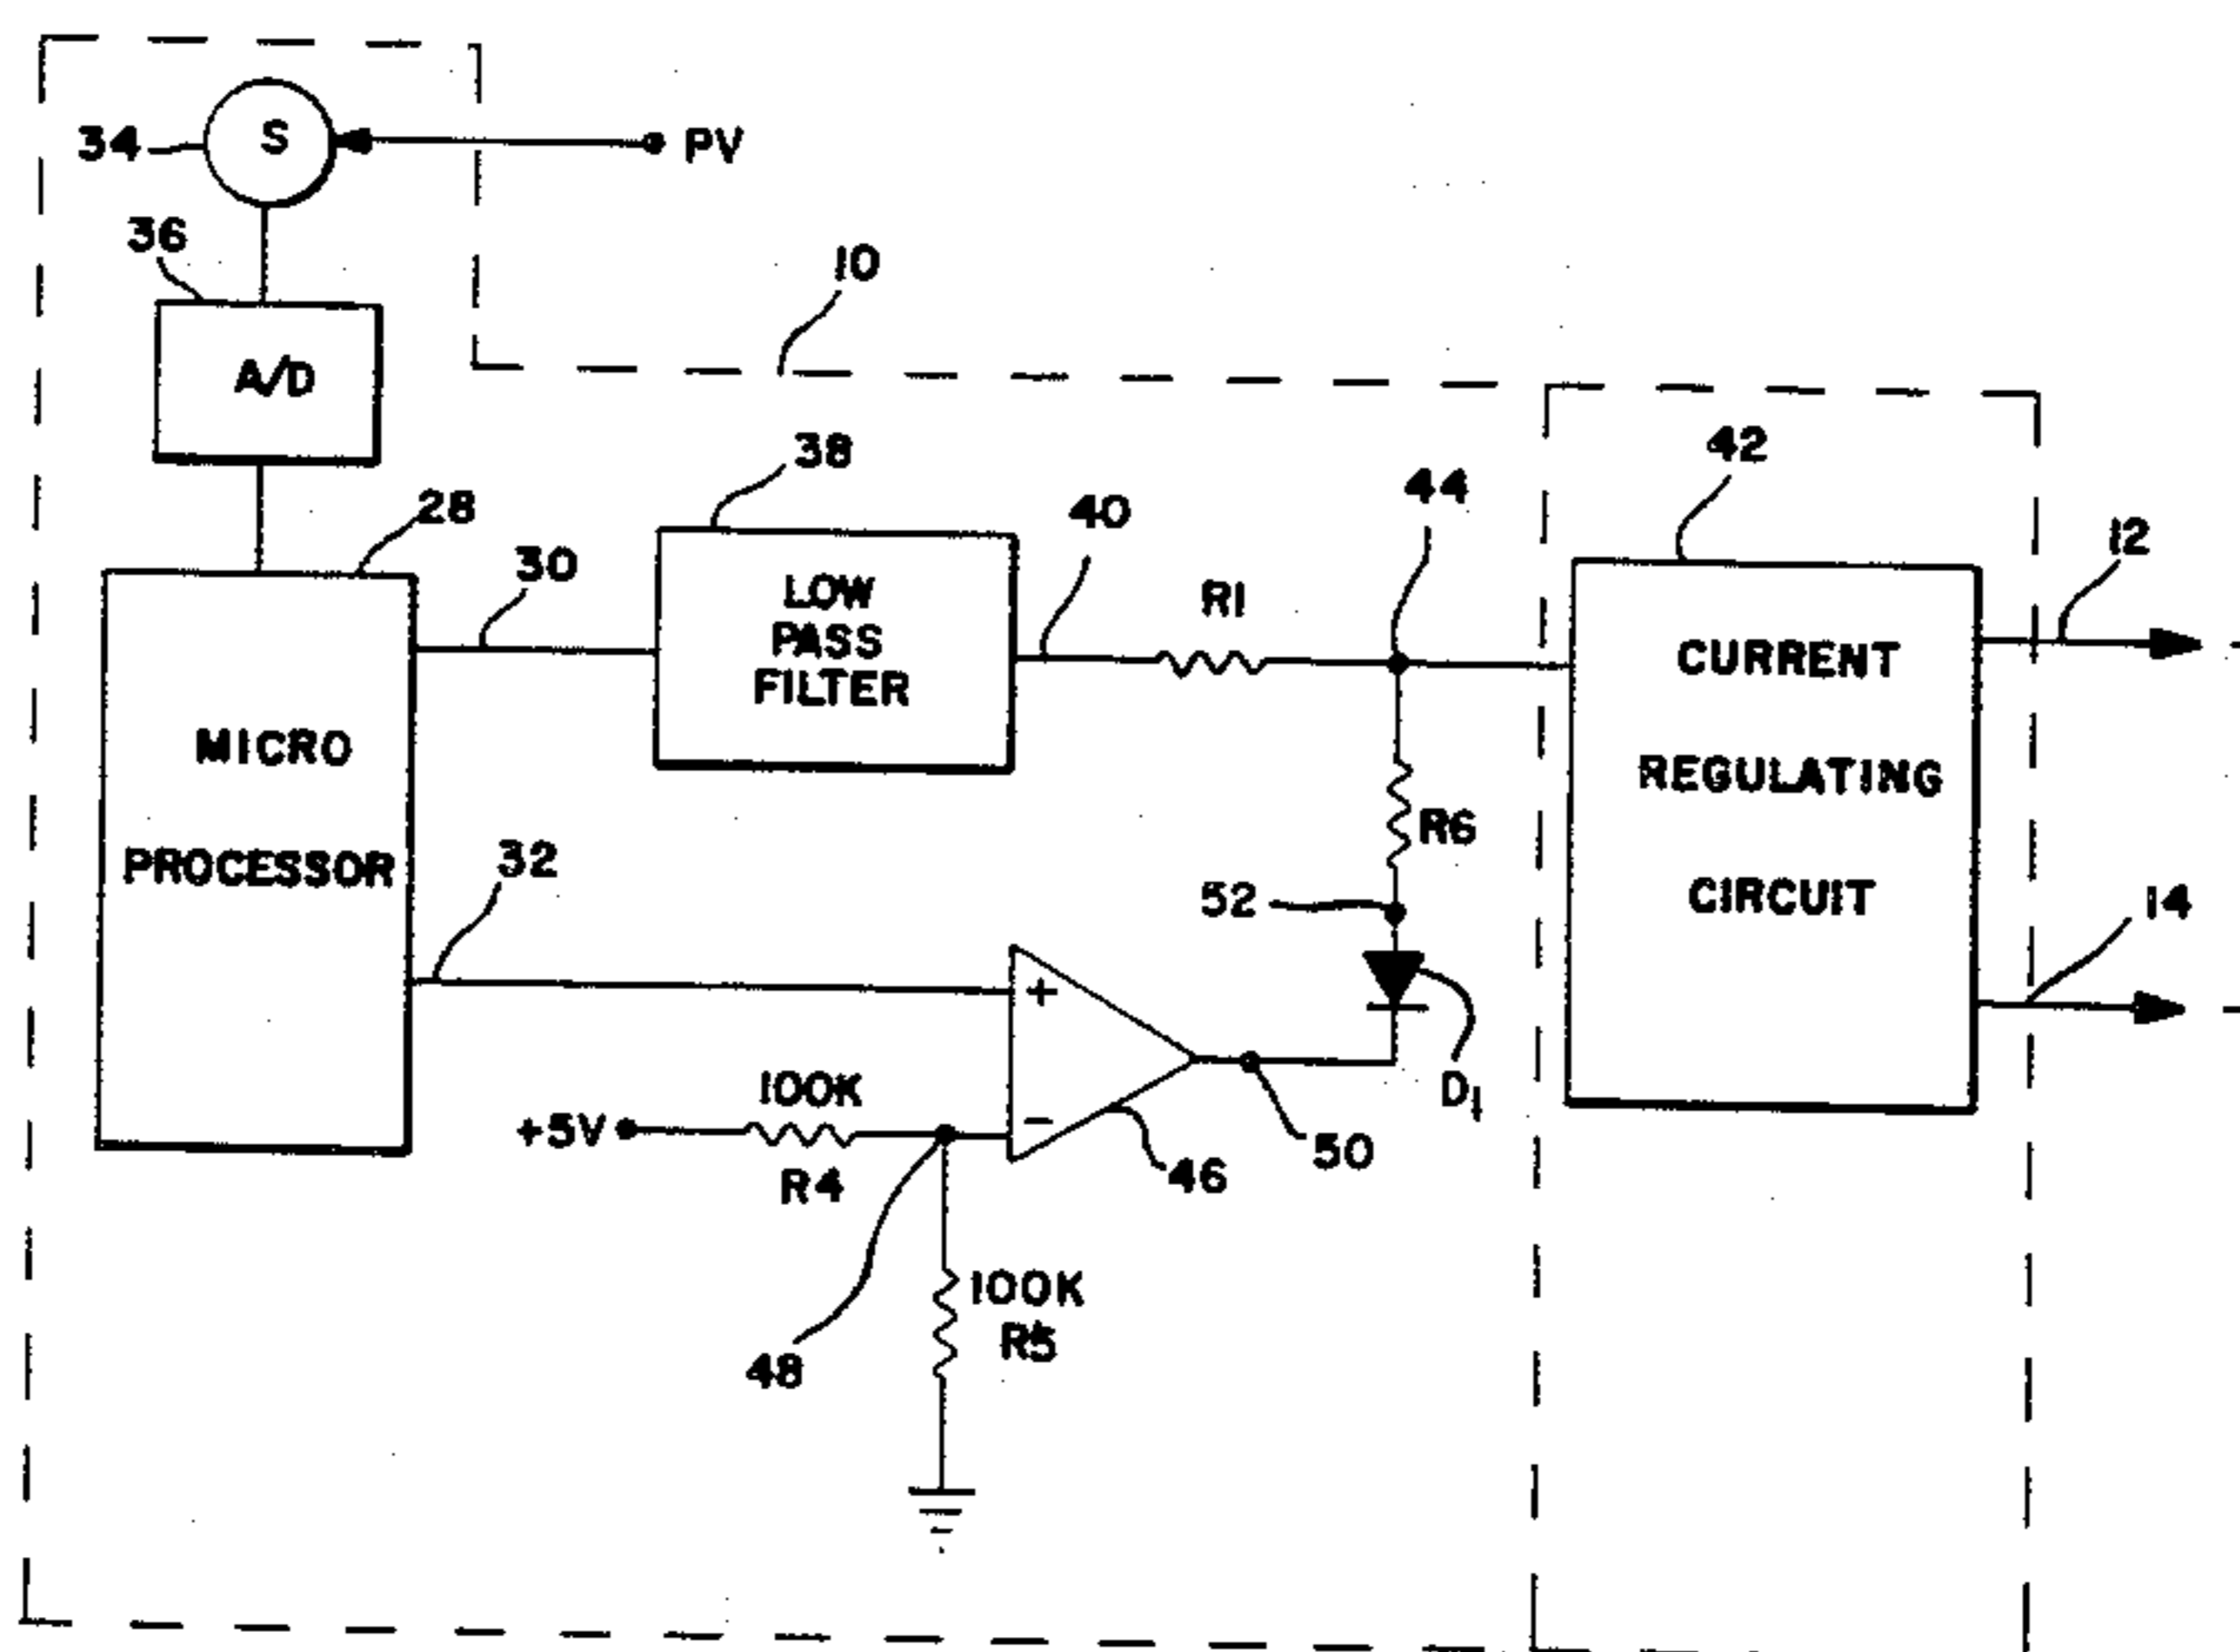 S
34
PV
36
10
A/D
38
42
44
28
40
12
30
R1
LOW
PASS
FILTER
CURRENT
REGULATING
CIRCUIT
MICRO
PROCESSOR
R6
32
52
14
+
100K
D1
+5V
-
50
R4
46
100K
R5
48